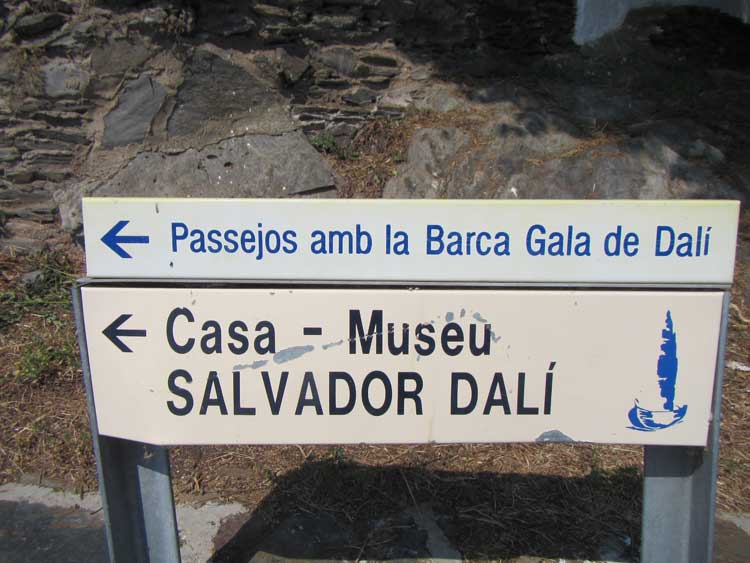 ← Passejos amb la Barca Gala de Dalí
← Casa - Museu
SALVADOR DALÍ